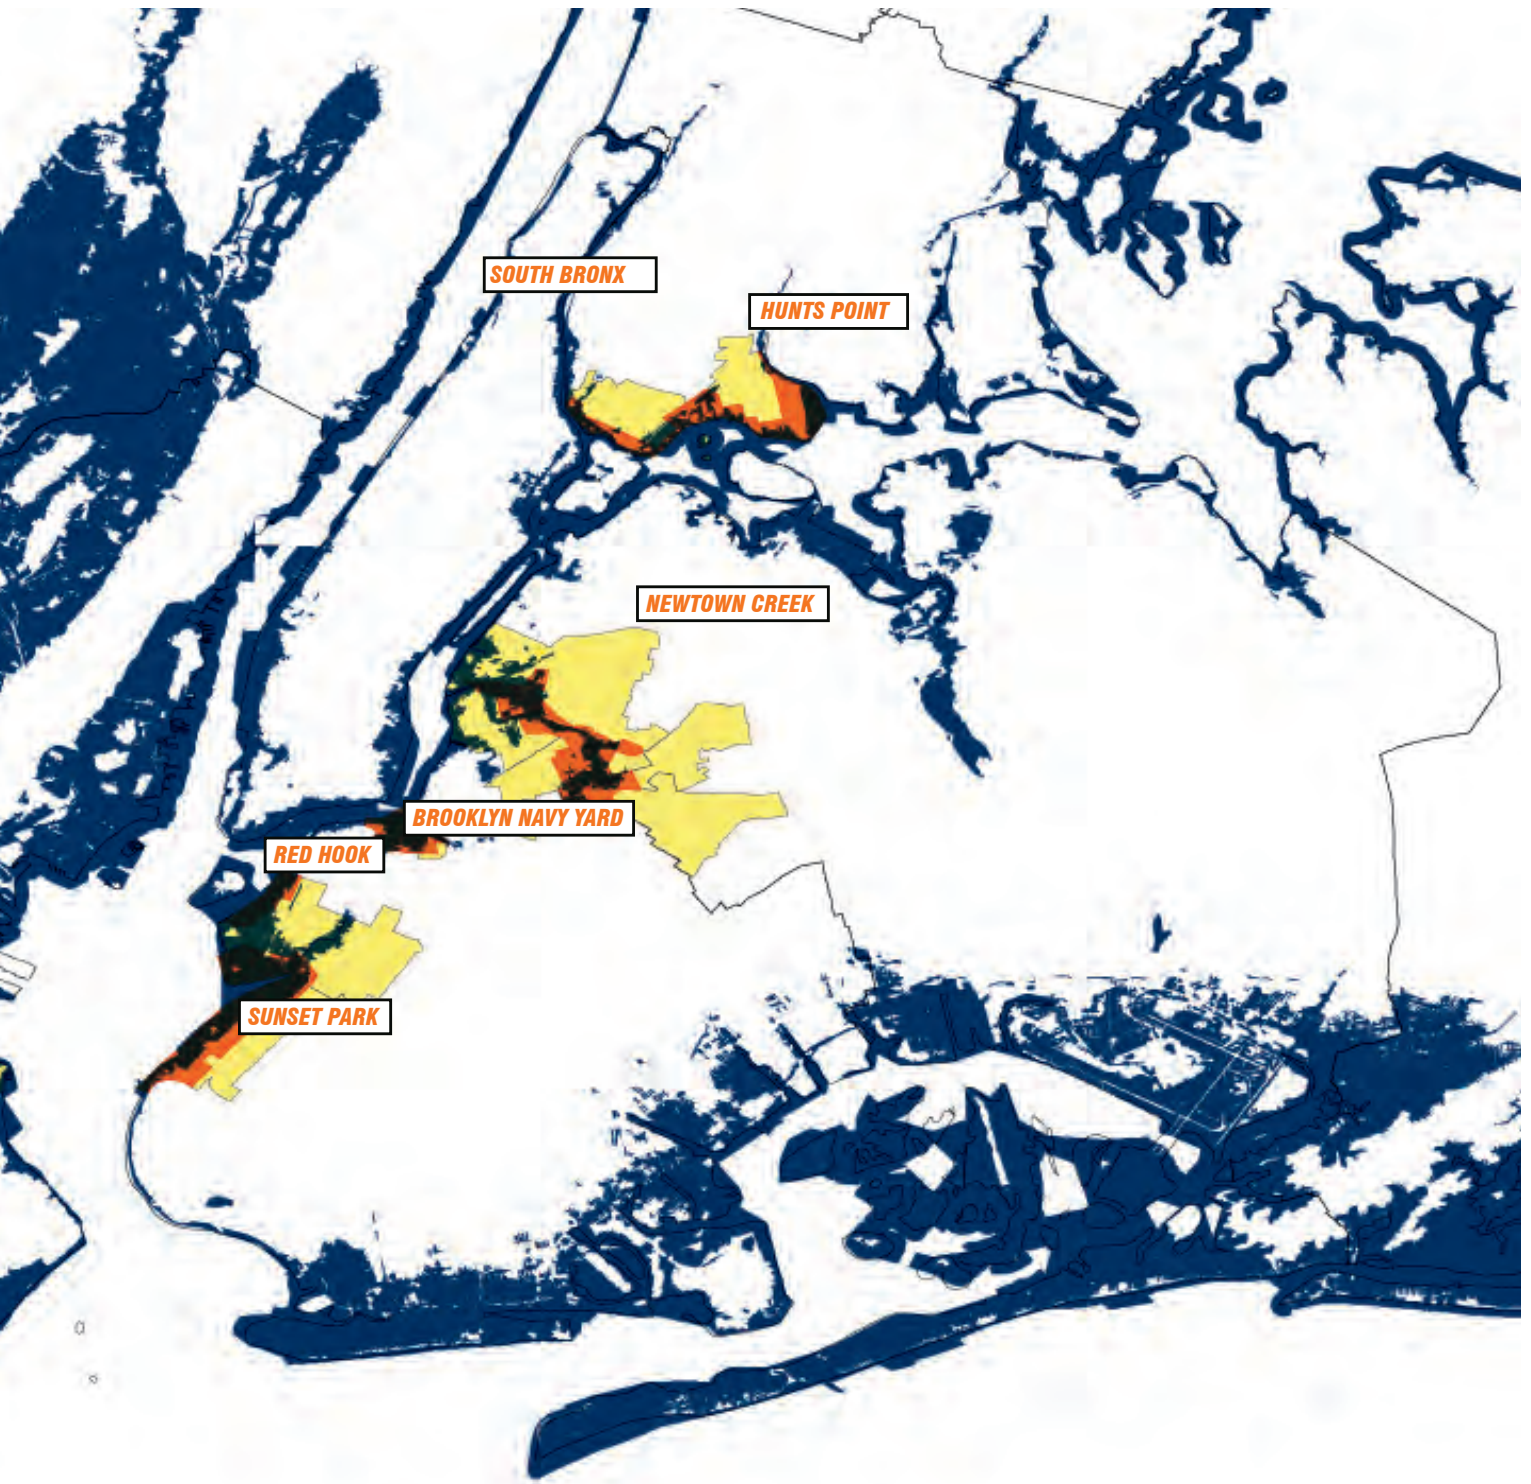 SOUTH BRONX
HUNTS POINT
NEWTOWN CREEK
BROOKLYN NAVY YARD
RED HOOK
SUNSET PARK